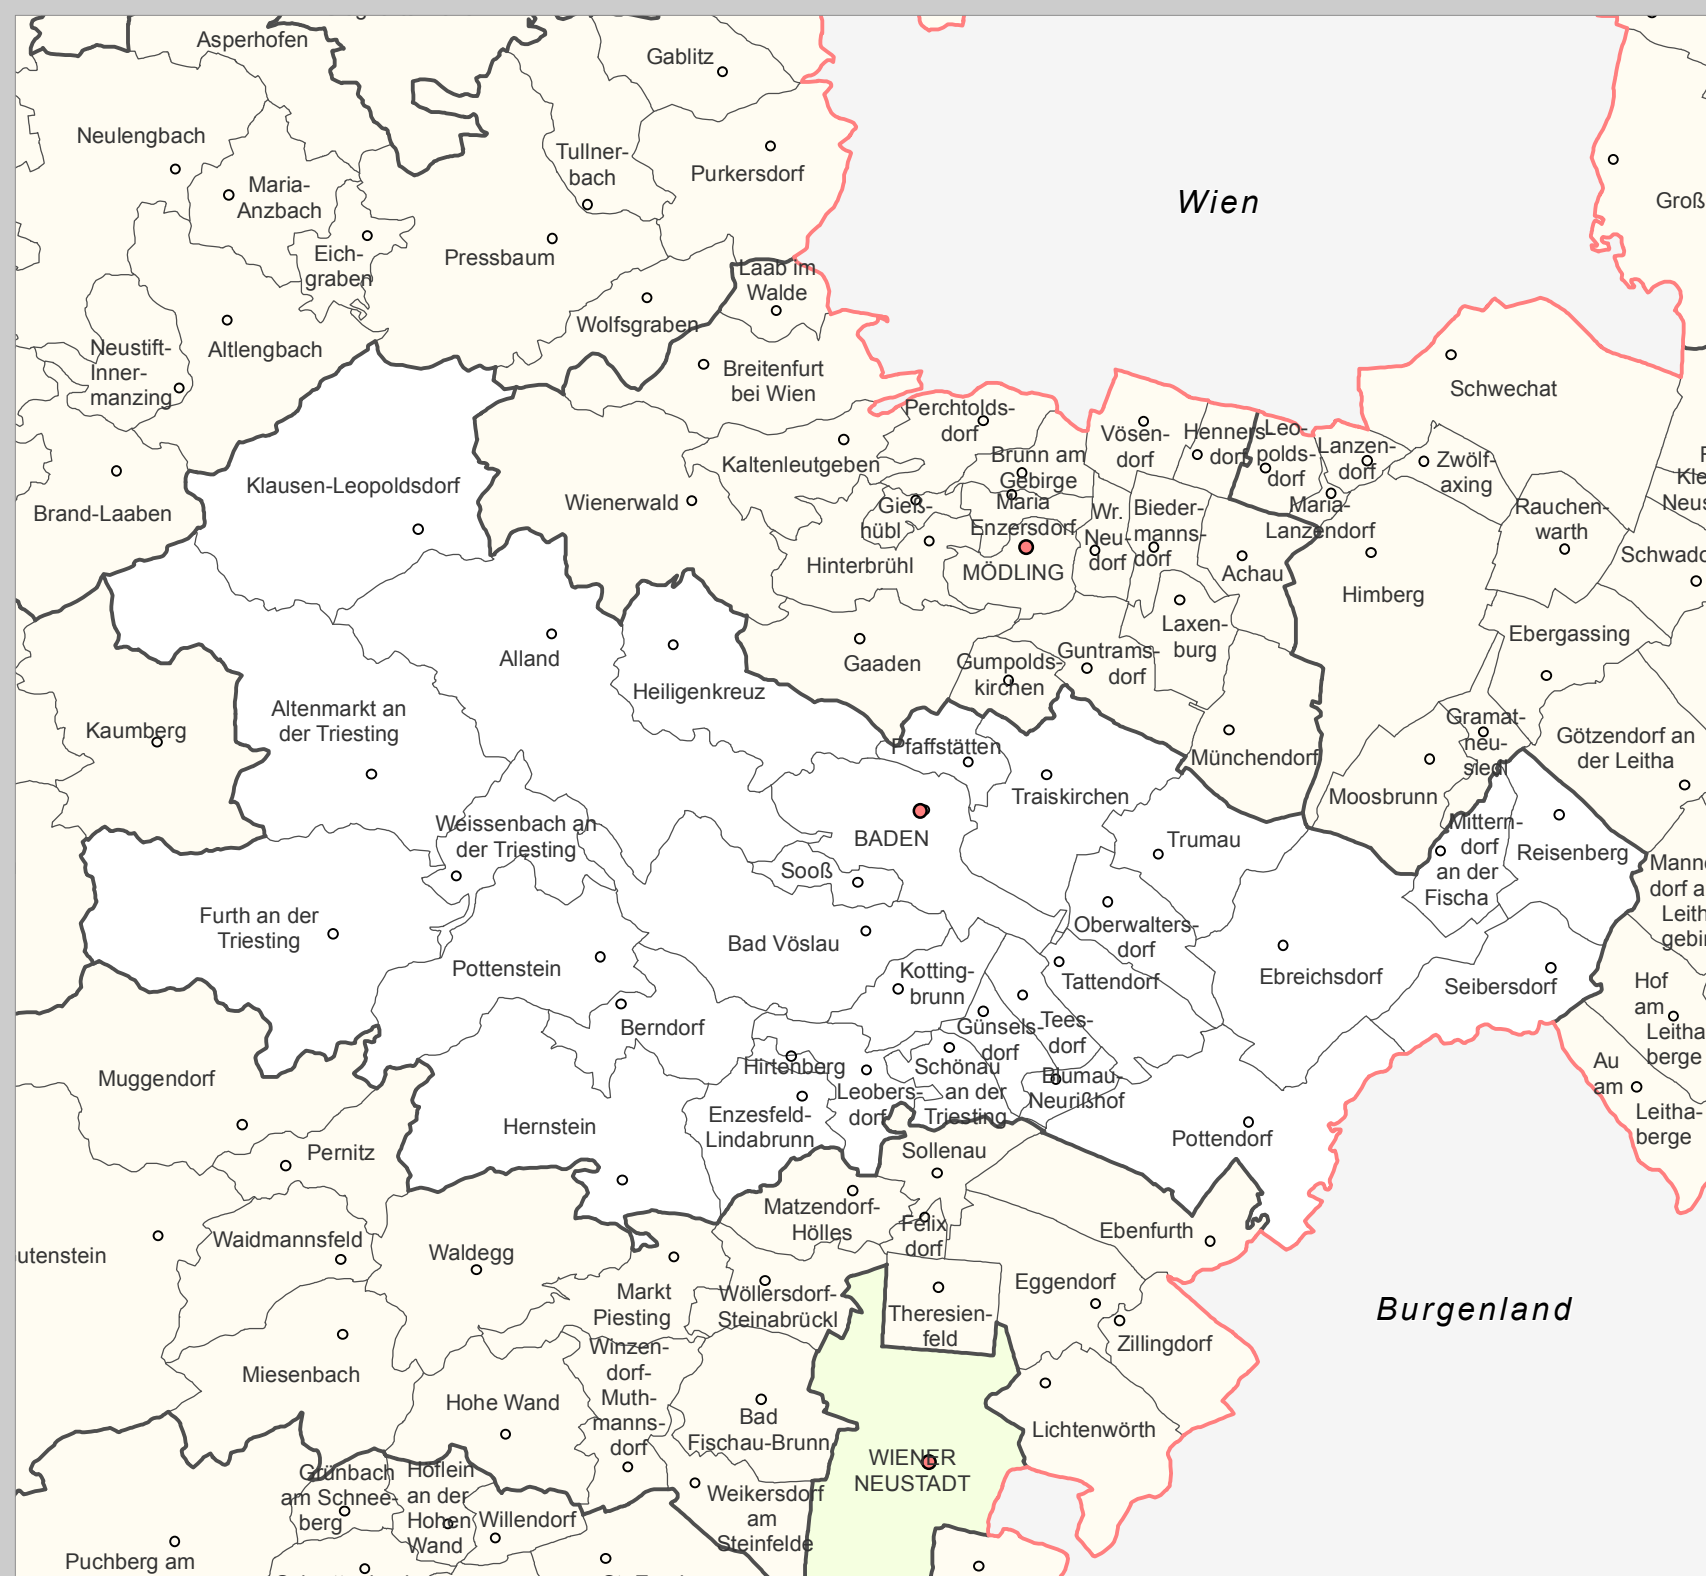 Asperhofen
Gablitz
Neulengbach
Tullner-
bach
Purkersdorf
Maria-
Anzbach
Wien
Groß
Eich-
graben
Pressbaum
Laab im
Walde
Wolfsgraben
Neustift-
Inner-
manzing
Altlengbach
Breitenfurt
bei Wien
Schwechat
Perchtolds-
dorf
Vösen-
dorf
Henners-
dorf
Leo-
polds-
dorf
Lanzen-
dorf
Zwölf-
axing
Kaltenleutgeben
Brunn am
Gebirge
Klausen-Leopoldsdorf
Wienerwald
Brand-Laaben
Gieß-
hübl
Maria
Enzersdorf
Wr.
Neu-
dorf
Bieder-
manns-
dorf
Maria-
Lanzendorf
Rauchen-
warth
Kle
Neus
Schwado
Hinterbrühl
MÖDLING
Achau
Himberg
Laxen-
burg
Ebergassing
Alland
Gaaden
Gumpolds-
kirchen
Guntrams-
dorf
Heiligenkreuz
Altenmarkt an
der Triesting
Kaumberg
Pfaffstätten
Münchendorf
Gramat-
neu-
siedl
Götzendorf an
der Leitha
Traiskirchen
Moosbrunn
Weissenbach an
der Triesting
BADEN
Trumau
Mittern-
dorf
an der
Fischa
Reisenberg
Sooß
Manne
dorf a
Leith
gebir
Furth an der
Triesting
Bad Vöslau
Oberwalters-
dorf
Pottenstein
Kotting-
brunn
Tattendorf
Ebreichsdorf
Seibersdorf
Hof
am
Leitha
berge
Berndorf
Günsels-
dorf
Tees-
dorf
Hirtenberg
Schönau
an der
Triesting
Blumau-
Neurißhof
Au
am
Leitha-
berge
Muggendorf
Leobers-
dorf
Enzesfeld-
Lindabrunn
Hernstein
Pottendorf
Pernitz
Sollenau
Matzendorf-
Hölles
Felix
dorf
Ebenfurth
Waidmannsfeld
utenstein
Waldegg
Markt
Piesting
Wöllersdorf-
Steinabrückl
Theresien-
feld
Eggendorf
Burgenland
Zillingdorf
Miesenbach
Winzen-
dorf-
Muth-
manns-
dorf
Hohe Wand
Bad
Fischau-Brunn
Lichtenwörth
WIENER
NEUSTADT
Grünbach
am Schnee-
berg
Höflein
an der
Hohen
Wand
Willendorf
Weikersdorf
am
Steinfelde
Puchberg am